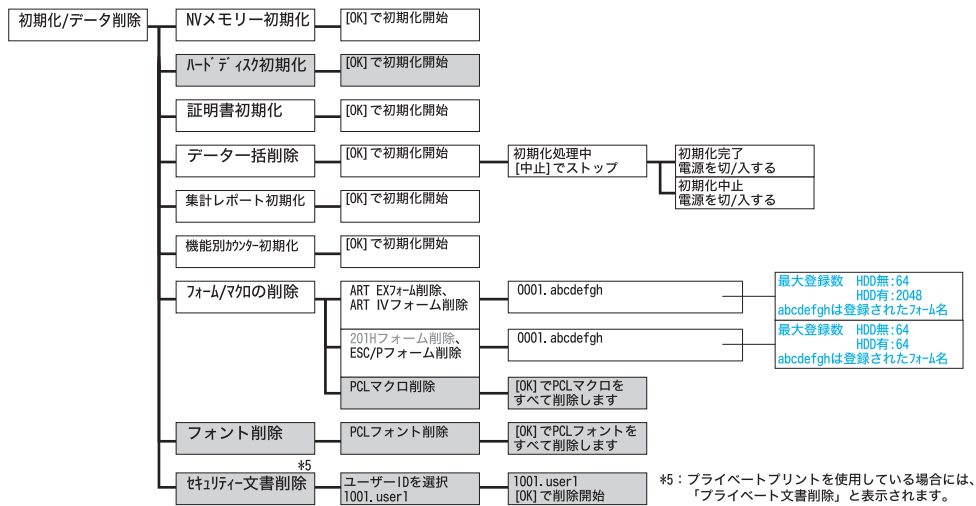 初期化/データ削除
NVメモリー初期化
[OK]で初期化開始
ハードディスク初期化
[OK]で初期化開始
証明書初期化
[OK]で初期化開始
データ一括削除
[OK]で初期化開始
初期化処理中
[中止]でストップ
初期化完了
電源を切/入する
初期化中止
電源を切/入する
集計レポート初期化
[OK]で初期化開始
機能別カウンター初期化
[OK]で初期化開始
フォーム/マクロの削除
ART EXフォーム削除、
ART IVフォーム削除
0001. abcdefgh
最大登録数 HDD無:64
HDD有:2048
abcdefghは登録されたフォーム名
201Hフォーム削除、
ESC/Pフォーム削除
0001. abcdefgh
最大登録数 HDD無:64
HDD有:64
abcdefghは登録されたフォーム名
PCLマクロ削除
[OK]でPCLマクロを
すべて削除します
フォント削除
PCLフォント削除
[OK]でPCLフォントを
すべて削除します
*5
セキュリティー文書削除
ユーザーIDを選択
1001. user1
1001. user1
[OK]で削除開始
*5：プライベートプリントを使用している場合には、
「プライベート文書削除」と表示されます。